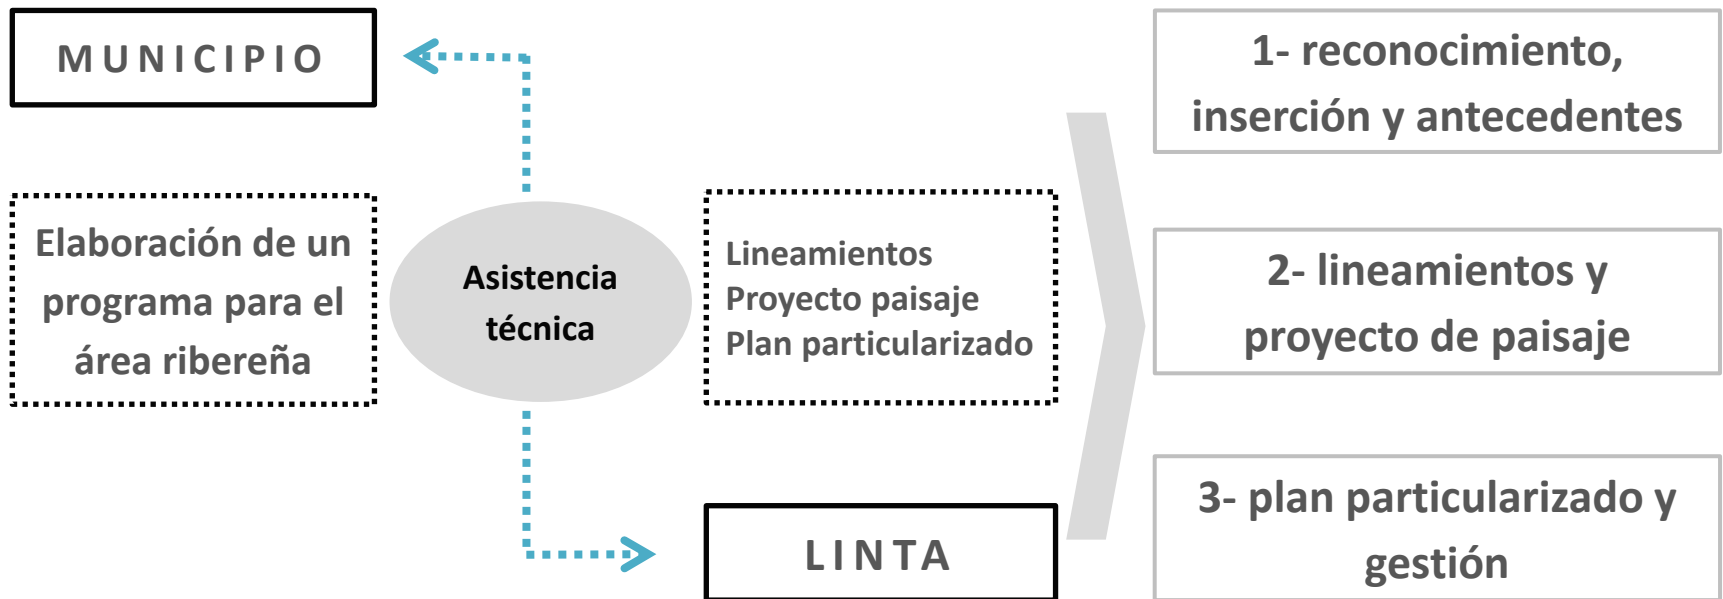 MUNICIPIO
Elaboración de un
programa para el
área ribereña
Asistencia
técnica
Lineamientos
Proyecto paisaje
Plan particularizado
LINTA
1- reconocimiento,
inserción y antecedentes
2- lineamientos y
proyecto de paisaje
3- plan particularizado y
gestión